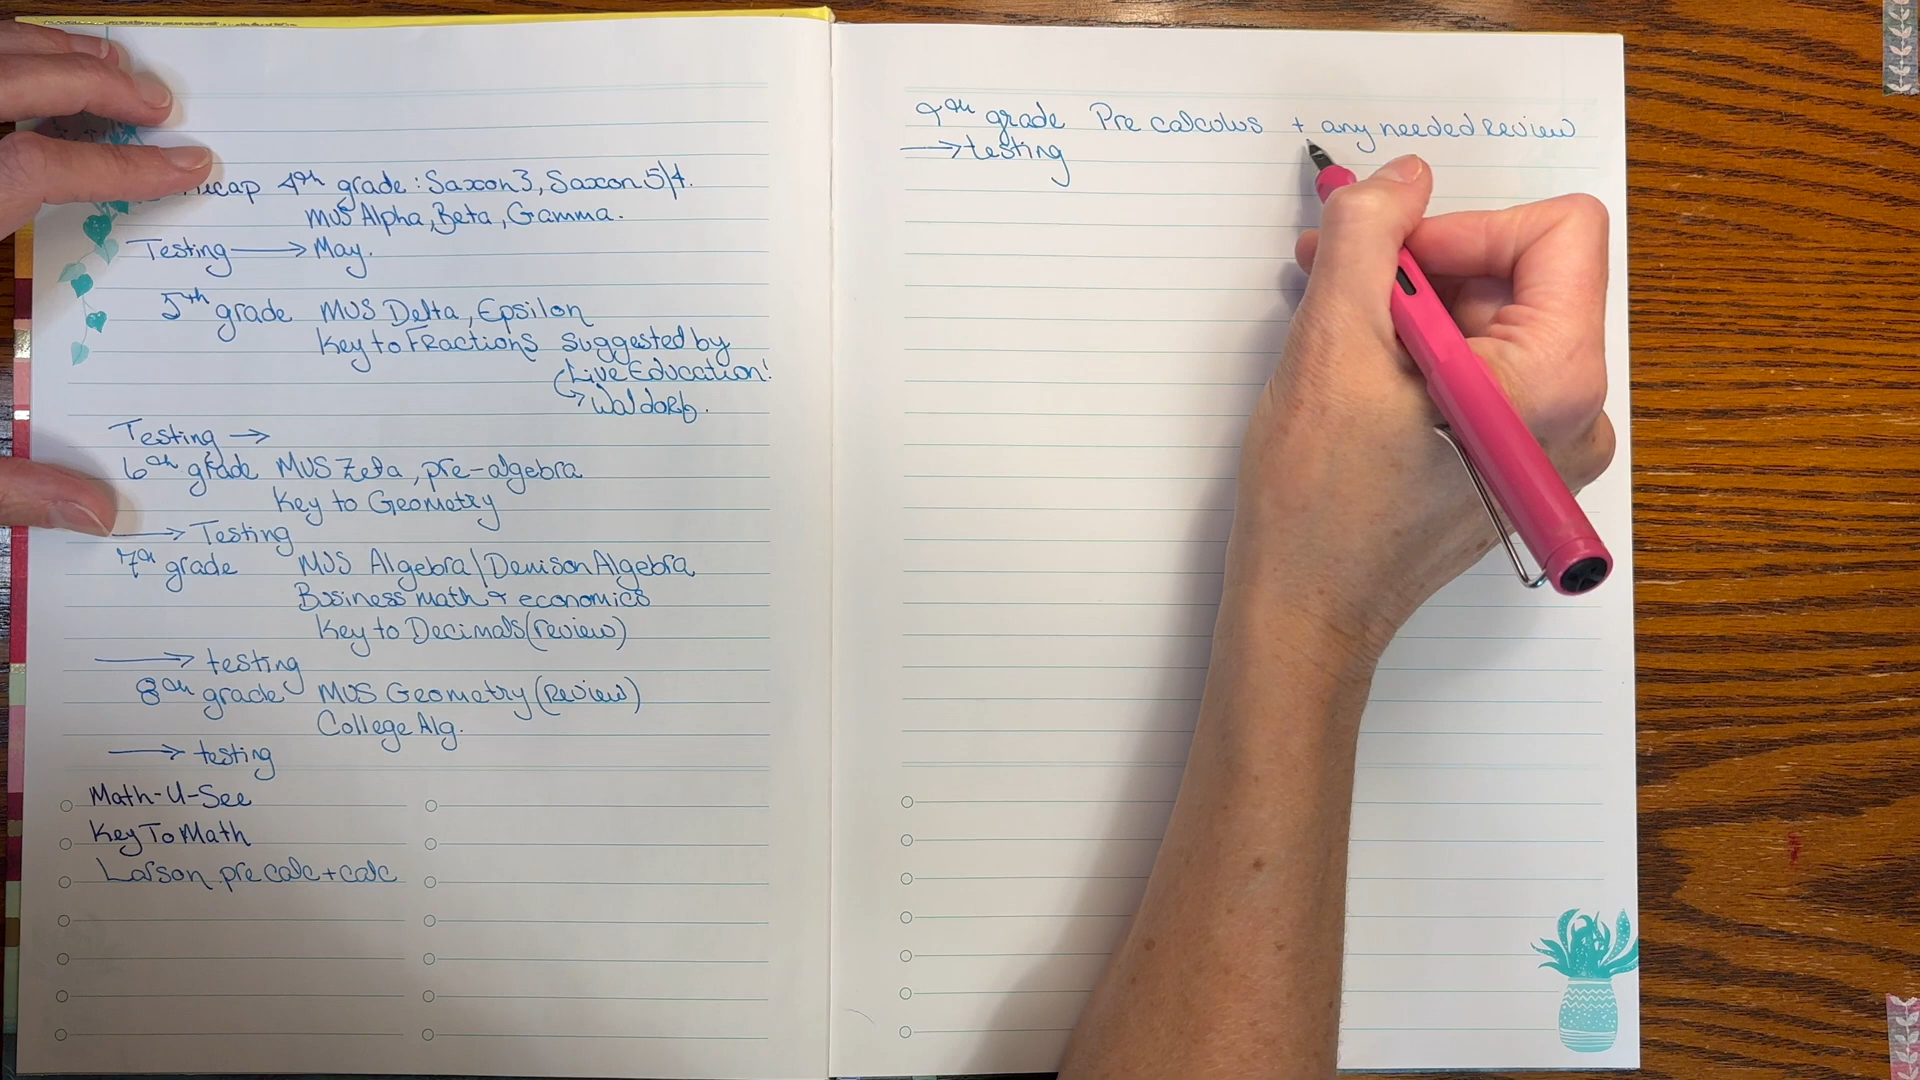 Recap 4th grade: Saxon 3, Saxon 5/4.
MUS Alpha, Beta, Gamma.
Testing → May.
5th grade MUS Delta, Epsilon
Key to Fractions suggested by
Live Education!
↳ Waldorf.
Testing →
6th grade MUS Zeta, pre-algebra
Key to Geometry
→ Testing
7th grade MUS Algebra/Denison Algebra
Business math + economics
Key to Decimals (review)
→ testing
8th grade MUS Geometry (review)
College Alg.
→ testing
Math-U-See
Key To Math
Larson pre calc + calc
9th grade Pre calculus + any needed review
→ testing